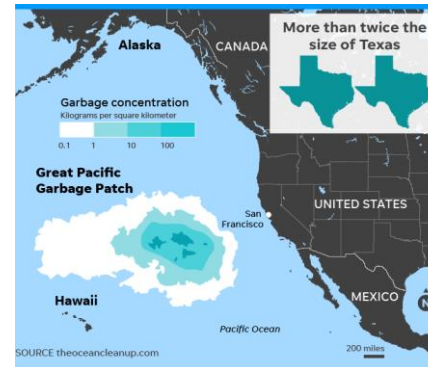 More than twice the
size of Texas
Alaska
CANADA
Garbage concentration
Kilograms per square kilometer
0.1 1 10 100
Great Pacific
Garbage Patch
San
Francisco
UNITED STATES
Hawaii
MEXICO
N
Pacific Ocean
SOURCE theoceancleanup.com
200 miles